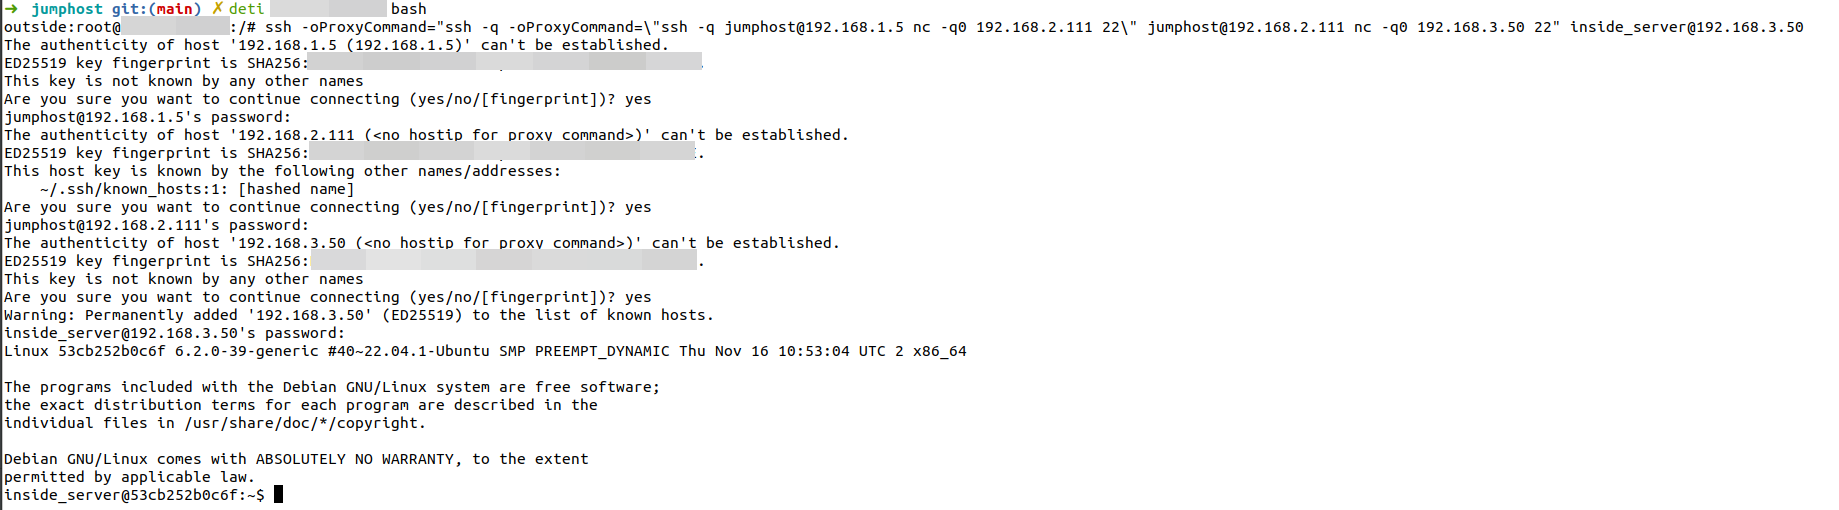 ➜ jumphost git:(main) ✗ deti bash
outside:root@ :/# ssh -oProxyCommand="ssh -q -oProxyCommand=\"ssh -q jumphost@192.168.1.5 nc -q0 192.168.2.111 22\" jumphost@192.168.2.111 nc -q0 192.168.3.50 22" inside_server@192.168.3.50
The authenticity of host '192.168.1.5 (192.168.1.5)' can't be established.
ED25519 key fingerprint is SHA256:
This key is not known by any other names
Are you sure you want to continue connecting (yes/no/[fingerprint])? yes
jumphost@192.168.1.5's password:
The authenticity of host '192.168.2.111 (<no hostip for proxy command>)' can't be established.
ED25519 key fingerprint is SHA256: .
This host key is known by the following other names/addresses:
    ~/.ssh/known_hosts:1: [hashed name]
Are you sure you want to continue connecting (yes/no/[fingerprint])? yes
jumphost@192.168.2.111's password:
The authenticity of host '192.168.3.50 (<no hostip for proxy command>)' can't be established.
ED25519 key fingerprint is SHA256: .
This key is not known by any other names
Are you sure you want to continue connecting (yes/no/[fingerprint])? yes
Warning: Permanently added '192.168.3.50' (ED25519) to the list of known hosts.
inside_server@192.168.3.50's password:
Linux 53cb252b0c6f 6.2.0-39-generic #40~22.04.1-Ubuntu SMP PREEMPT_DYNAMIC Thu Nov 16 10:53:04 UTC 2 x86_64
The programs included with the Debian GNU/Linux system are free software;
the exact distribution terms for each program are described in the
individual files in /usr/share/doc/*/copyright.
Debian GNU/Linux comes with ABSOLUTELY NO WARRANTY, to the extent
permitted by applicable law.
inside_server@53cb252b0c6f:~$